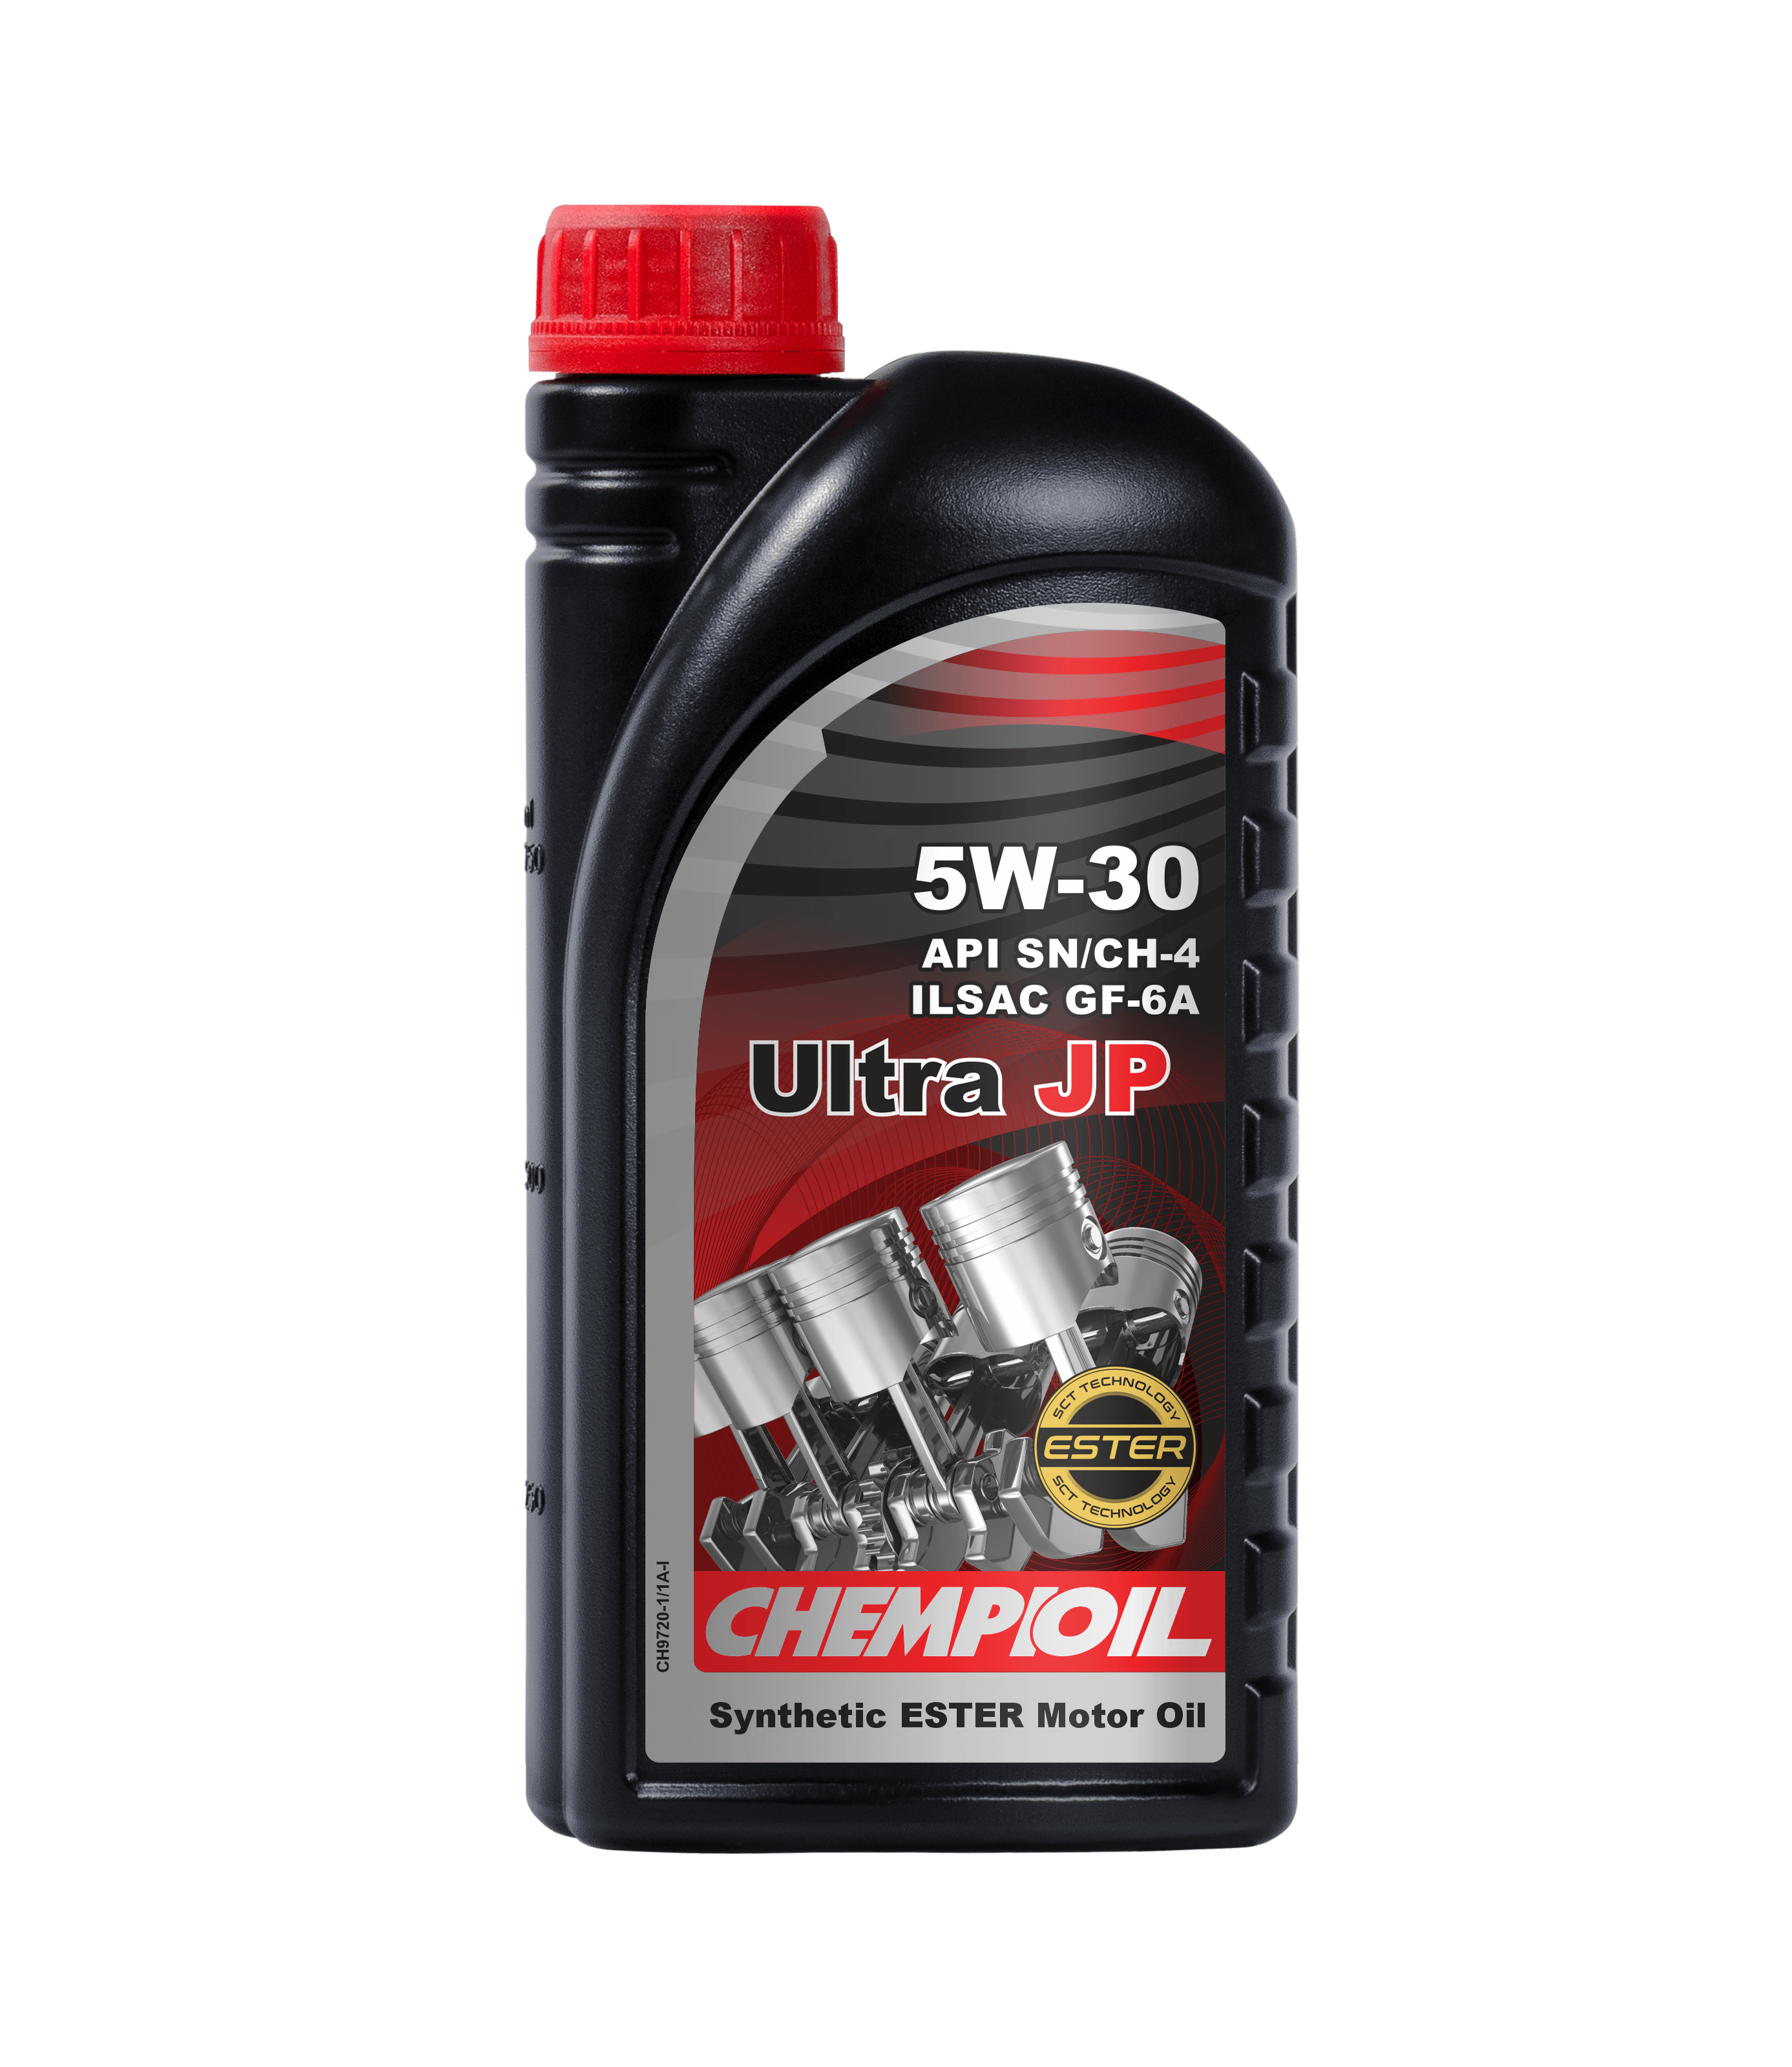 5W-30
API SN/CH-4
ILSAC GF-6A
Ultra JP
SCT TECHNOLOGY
ESTER
SCT TECHNOLOGY
CHEMPIOIL
Synthetic ESTER Motor Oil
CH9720-1/1A-I